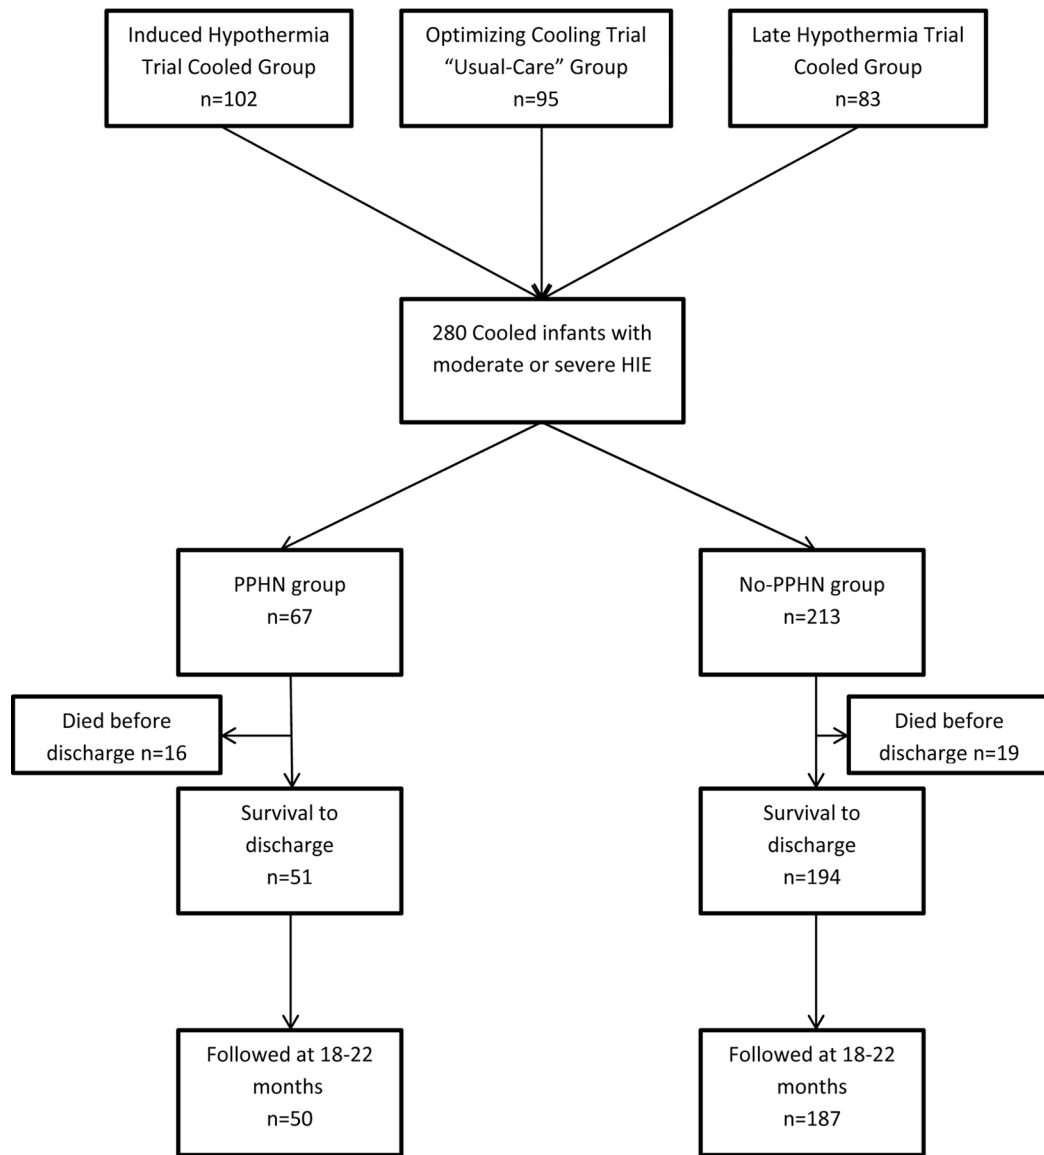 Induced Hypothermia
Trial Cooled Group
n=102
Optimizing Cooling Trial
“Usual-Care” Group
n=95
Late Hypothermia Trial
Cooled Group
n=83
280 Cooled infants with
moderate or severe HIE
PPHN group
n=67
No-PPHN group
n=213
Died before
discharge n=16
Died before
discharge n=19
Survival to
discharge
n=51
Survival to
discharge
n=194
Followed at 18-22
months
n=50
Followed at 18-22
months
n=187